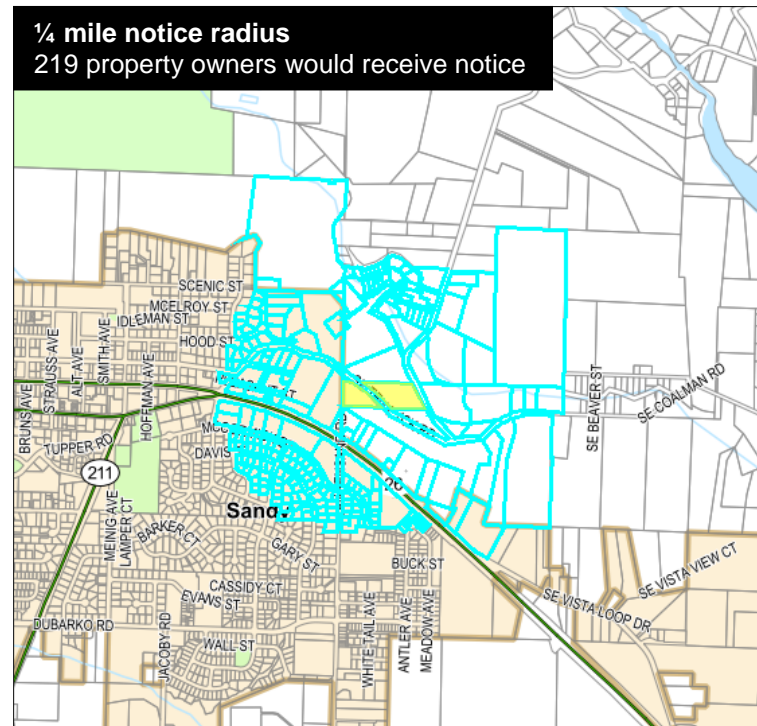 ¼ mile notice radius
219 property owners would receive notice
SCENIC ST
MCELROY ST
IDLEMAN ST
HOOD ST
STRAUSS AVE
ALT AVE
SMITH AVE
HOFFMAN AVE
BRUNS AVE
TUPPER RD
211
DAVIS
Sandy
26
SE BEAVER ST
SE COALMAN RD
MEINIG AVE
LAMPER CT
BARKER CT
GARY ST
CASSIDY CT
EVANS ST
DUBARKO RD
JACOBY RD
WALL ST
WHITE TAIL AVE
ANTLER AVE
MEADOW AVE
BUCK ST
SE VISTA LOOP DR
SE VISTA VIEW CT